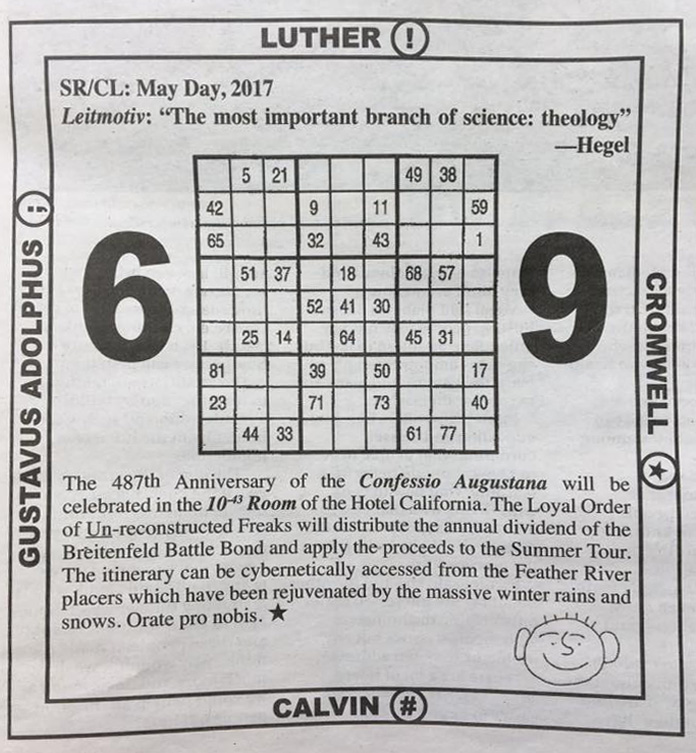 LUTHER (!)
SR/CL: May Day, 2017
Leitmotiv: “The most important branch of science: theology”
—Hegel
5 21 49 38
42 9 11 59
65 32 43 1
51 37 18 68 57
52 41 30
25 14 64 45 31
81 39 50 17
23 71 73 40
44 33 61 77
6
9
GUSTAVUS ADOLPHUS (;)
CROMWELL ★
The 487th Anniversary of the Confessio Augustana will be
celebrated in the 10⁻⁴³ Room of the Hotel California. The Loyal Order
of Un-reconstructed Freaks will distribute the annual dividend of the
Breitenfeld Battle Bond and apply the proceeds to the Summer Tour.
The itinerary can be cybernetically accessed from the Feather River
placers which have been rejuvenated by the massive winter rains and
snows. Orate pro nobis. ★
CALVIN (#)